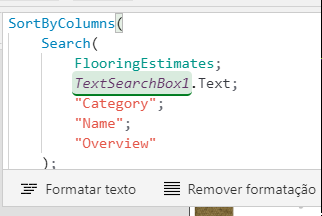 SortByColumns(
Search(
FlooringEstimates;
TextSearchBox1.Text;
"Category";
"Name";
"Overview"
);
Formatar texto Remover formatação